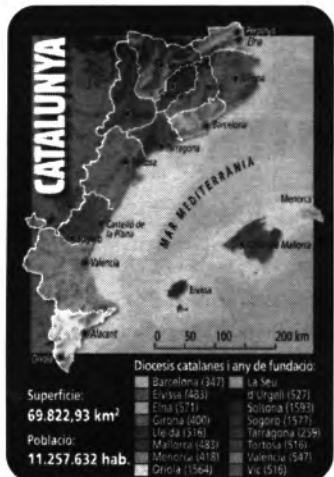 CATALUNYA
Elna
Girona
Barcelona
Tarragona
Tortosa
MAR MEDITERRÀNIA
Menorca
Castelló de
la Plana
Mallorca
València
Eivissa
Alacant
Oriola
0 50 100 200 km
Diòcesis catalanes i any de fundació:
Barcelona (347)
Eivissa (483)
Elna (571)
Girona (400)
Lleida (516)
Mallorca (483)
Menorca (418)
Oriola (1564)
La Seu
d'Urgell (527)
Solsona (1593)
Sogorb (1577)
Tarragona (259)
Tortosa (516)
València (547)
Vic (516)
Superfície:
69.822,93 km²
Població:
11.257.632 hab.